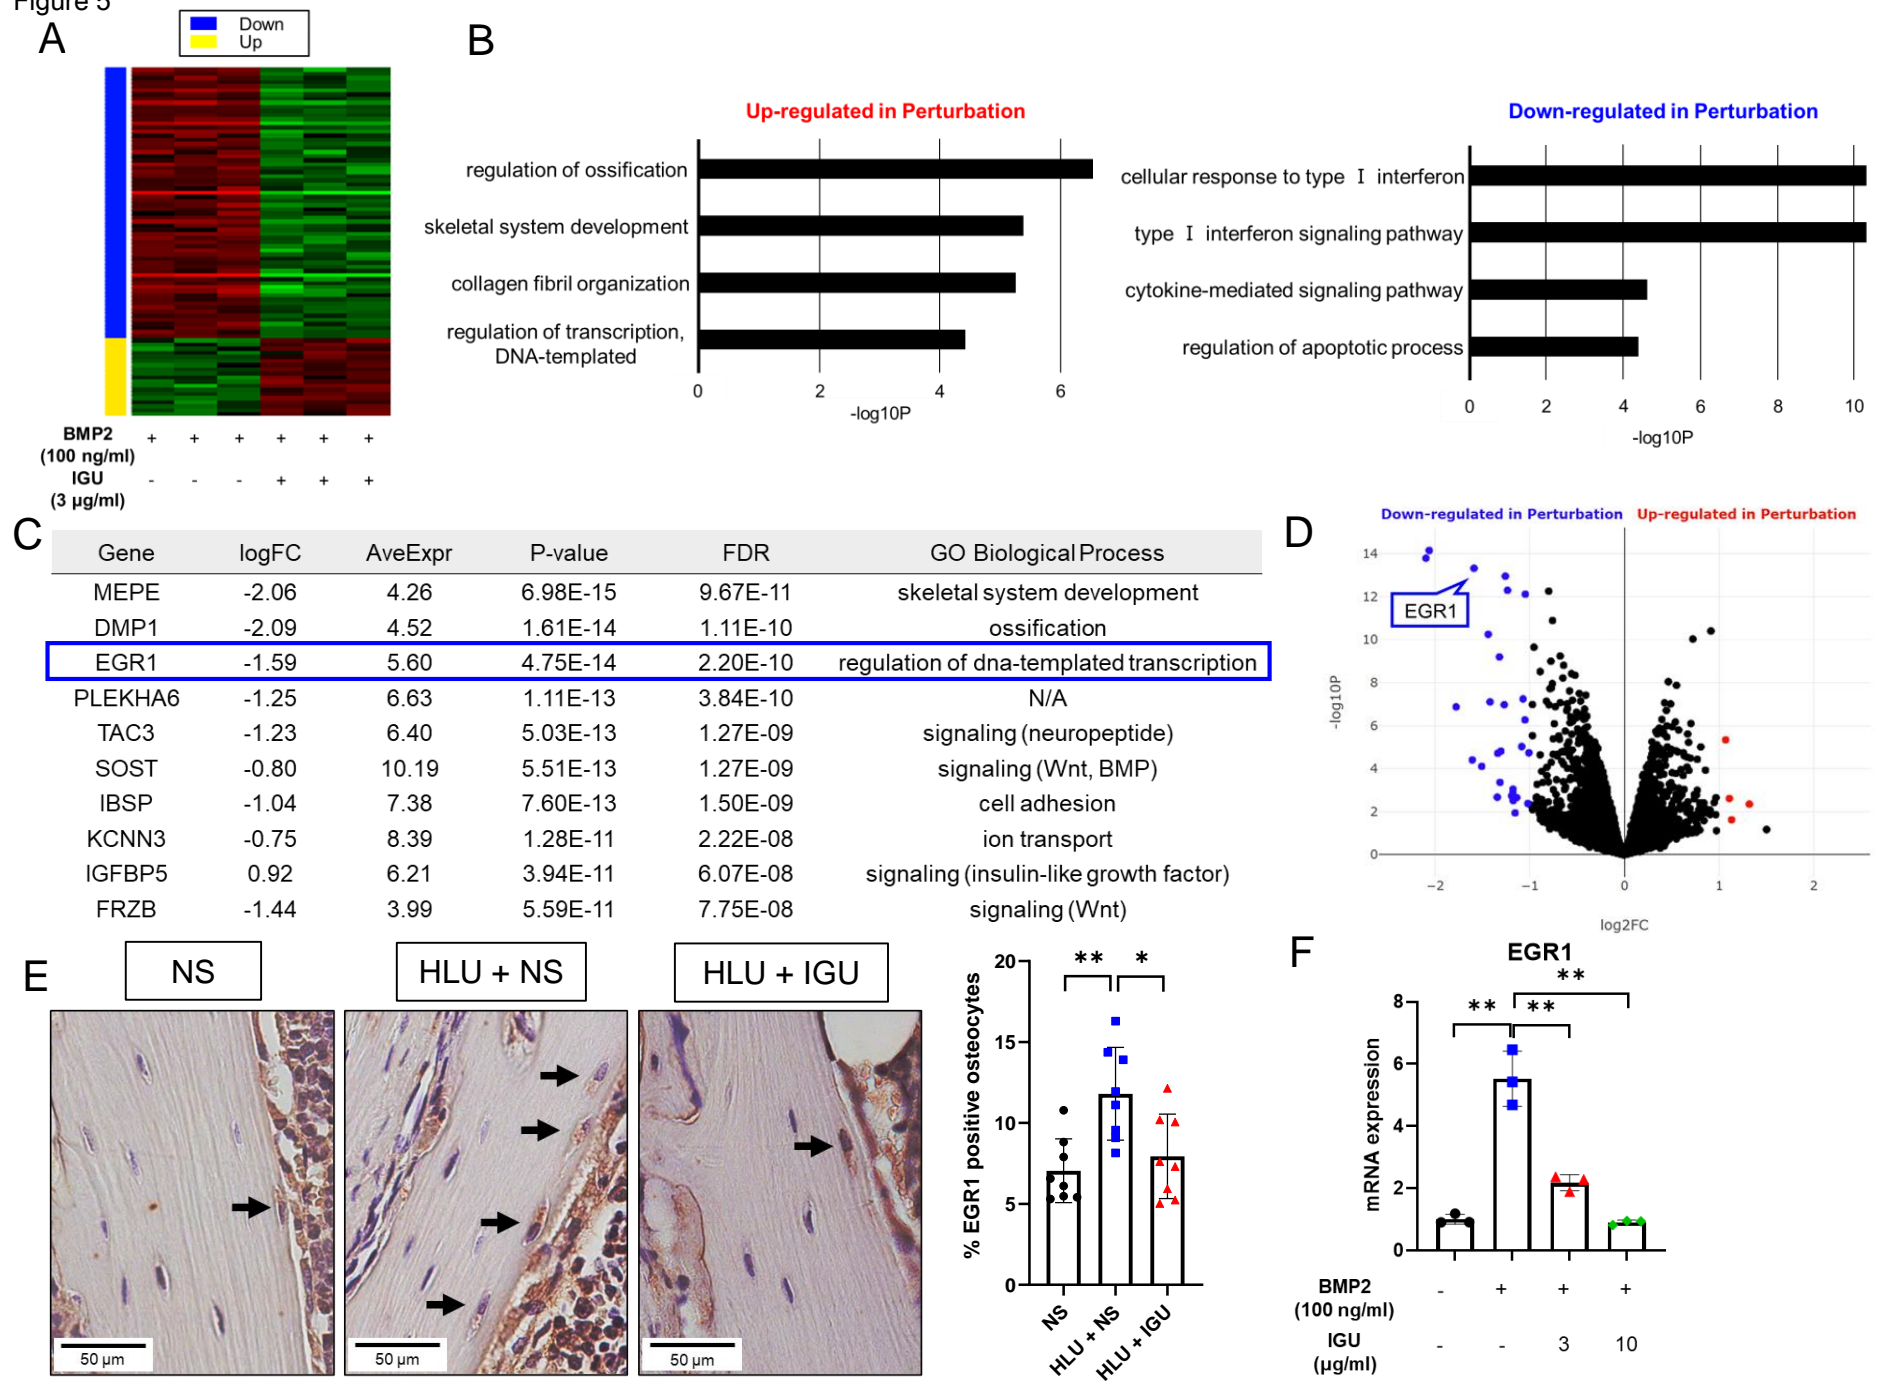 Figure 5
A
Down
Up
BMP2 + + + + + +
(100 ng/ml)
IGU - - - + + +
(3 μg/ml)
B
Up-regulated in Perturbation
regulation of ossification
skeletal system development
collagen fibril organization
regulation of transcription,
DNA-templated
0 2 4 6
-log10P
Down-regulated in Perturbation
cellular response to type Ⅰ interferon
type Ⅰ interferon signaling pathway
cytokine-mediated signaling pathway
regulation of apoptotic process
0 2 4 6 8 10
-log10P
C
Gene logFC AveExpr P-value FDR GO Biological Process
MEPE -2.06 4.26 6.98E-15 9.67E-11 skeletal system development
DMP1 -2.09 4.52 1.61E-14 1.11E-10 ossification
EGR1 -1.59 5.60 4.75E-14 2.20E-10 regulation of dna-templated transcription
PLEKHA6 -1.25 6.63 1.11E-13 3.84E-10 N/A
TAC3 -1.23 6.40 5.03E-13 1.27E-09 signaling (neuropeptide)
SOST -0.80 10.19 5.51E-13 1.27E-09 signaling (Wnt, BMP)
IBSP -1.04 7.38 7.60E-13 1.50E-09 cell adhesion
KCNN3 -0.75 8.39 1.28E-11 2.22E-08 ion transport
IGFBP5 0.92 6.21 3.94E-11 6.07E-08 signaling (insulin-like growth factor)
FRZB -1.44 3.99 5.59E-11 7.75E-08 signaling (Wnt)
D
Down-regulated in Perturbation Up-regulated in Perturbation
14
12
10
8
6
4
2
0
-log10P
EGR1
−2 −1 0 1 2
log2FC
E
NS
HLU + NS
HLU + IGU
50 μm
50 μm
50 μm
% EGR1 positive osteocytes
20
15
10
5
0
** *
NS
HLU + NS
HLU + IGU
F
EGR1
**
** **
mRNA expression
8
6
4
2
0
BMP2 - + + +
(100 ng/ml)
IGU - - 3 10
(μg/ml)